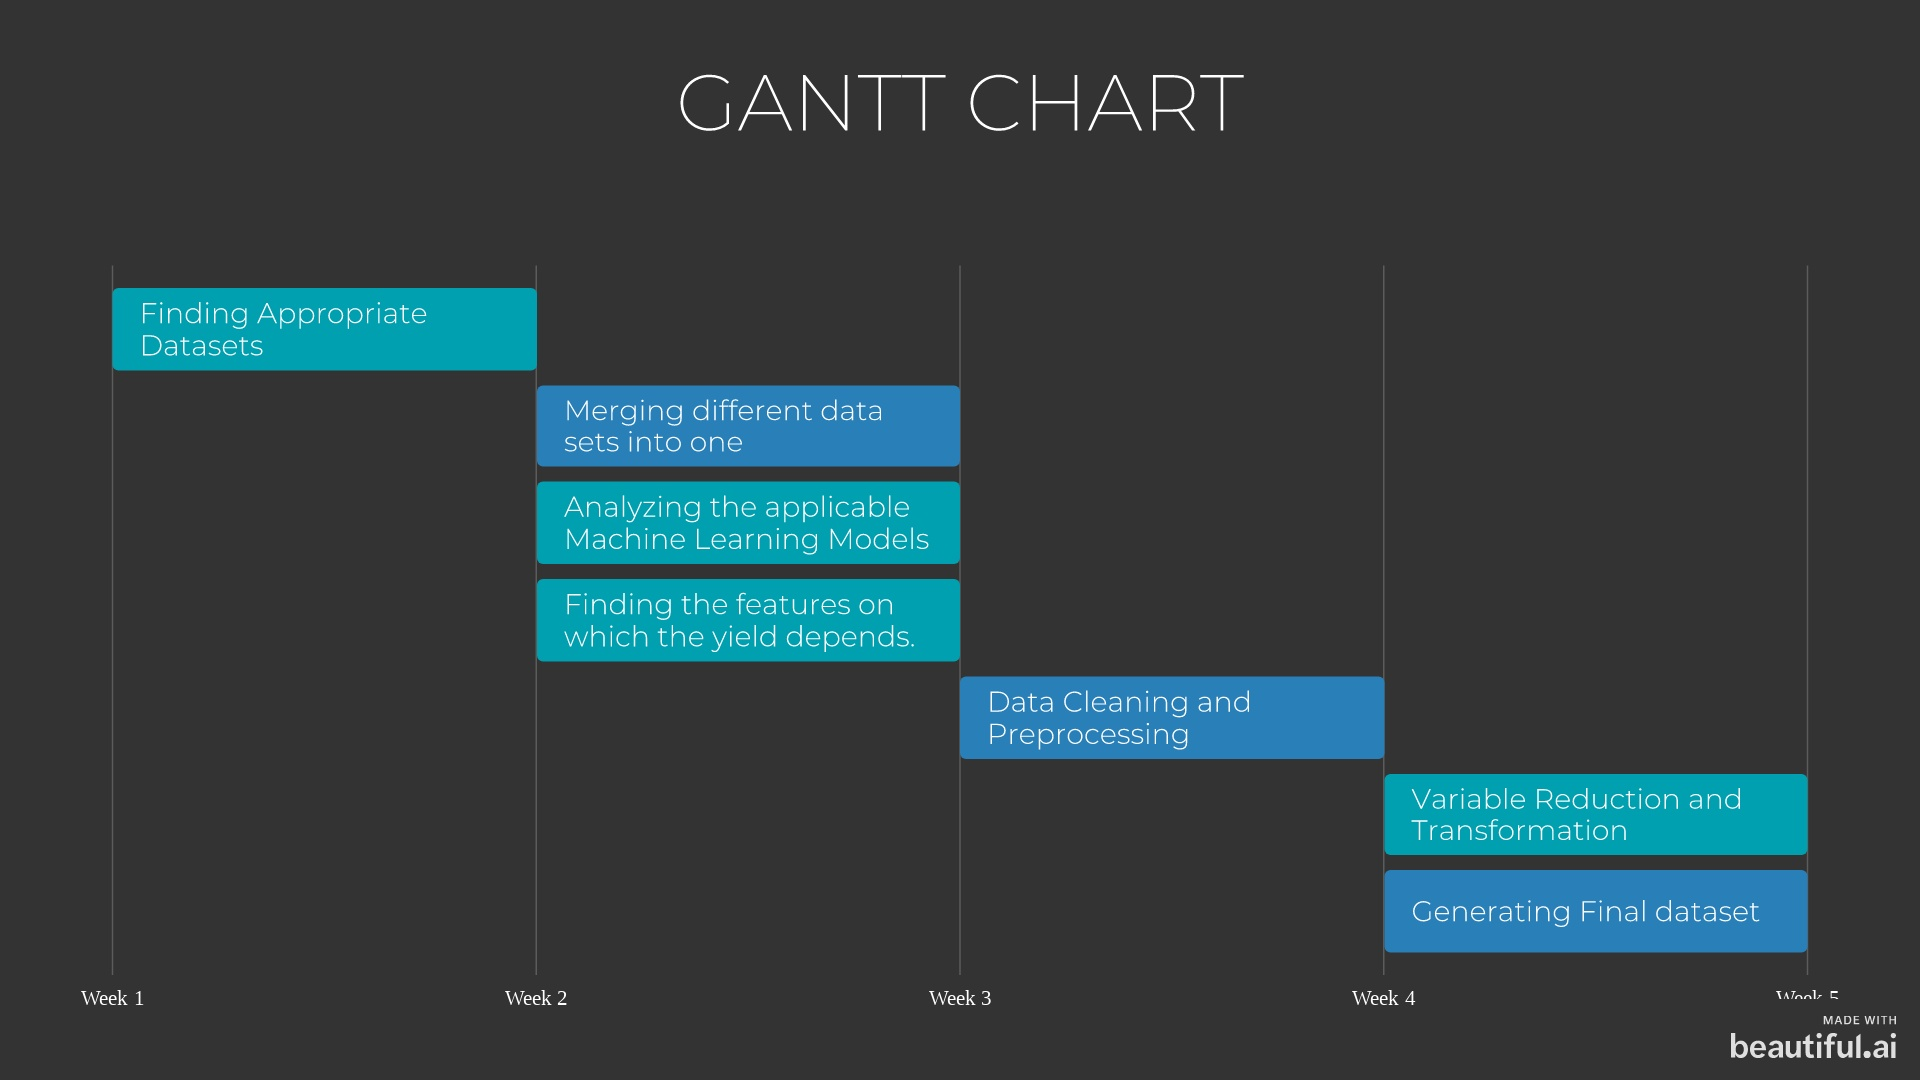 GANTT CHART
Finding Appropriate
Datasets
Merging different data
sets into one
Analyzing the applicable
Machine Learning Models
Finding the features on
which the yield depends.
Data Cleaning and
Preprocessing
Variable Reduction and
Transformation
Generating Final dataset
Week 1
Week 2
Week 3
Week 4
Week 5
MADE WITH
beautiful.ai